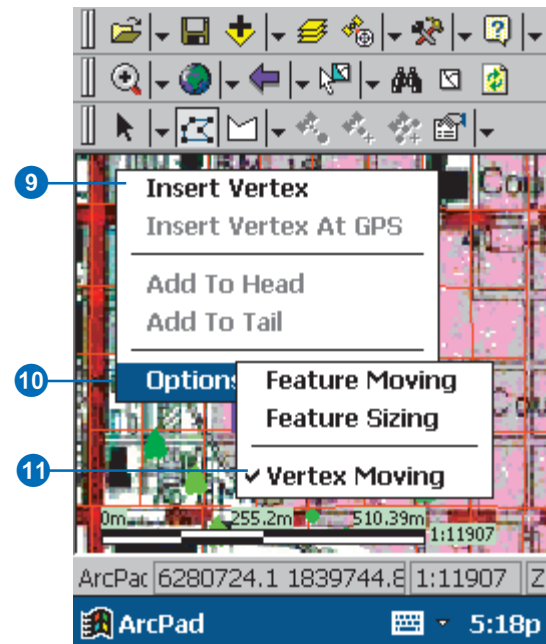 9
Insert Vertex
Insert Vertex At GPS
Add To Head
Add To Tail
10
Options
Feature Moving
Feature Sizing
11
✓ Vertex Moving
0m 255.2m 510.39m
1:11907
ArcPac 6280724.1 1839744.8 1:11907 Z
ArcPad 5:18p